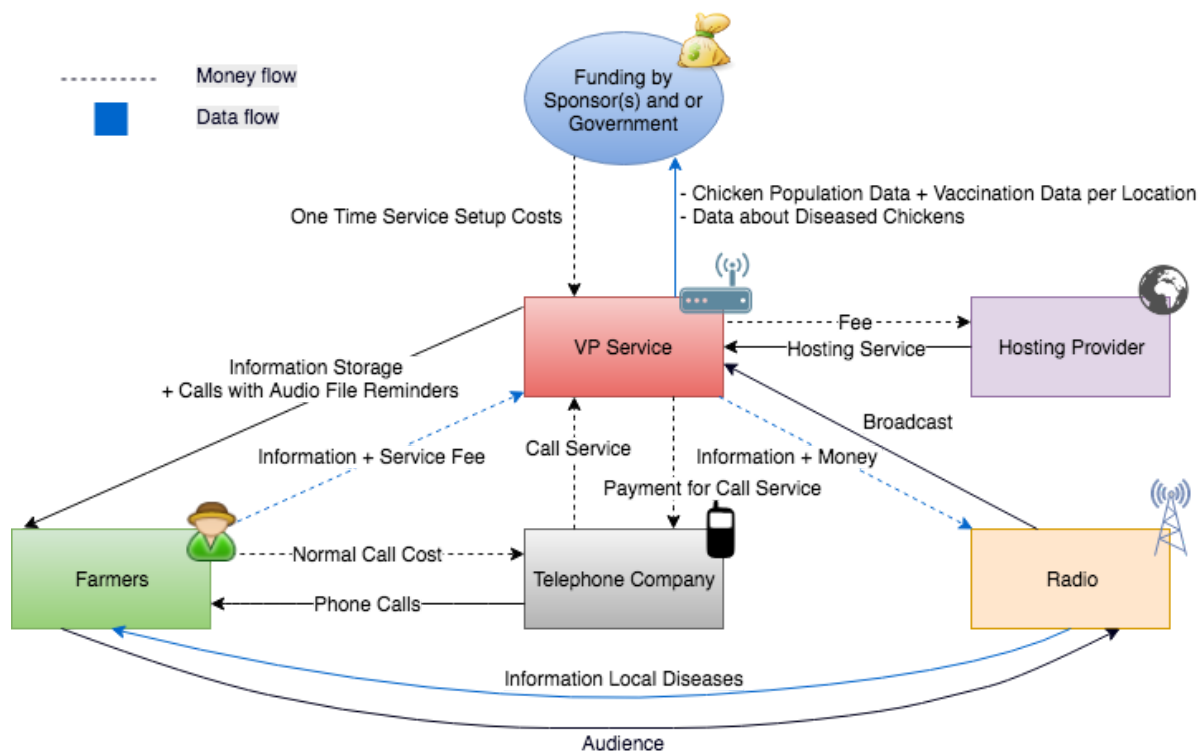 Money flow
Data flow
Funding by
Sponsor(s) and or
Government
One Time Service Setup Costs
- Chicken Population Data + Vaccination Data per Location
- Data about Diseased Chickens
VP Service
Fee
Hosting Service
Hosting Provider
Information Storage
+ Calls with Audio File Reminders
Broadcast
Information + Service Fee
Call Service
Information + Money
Payment for Call Service
Farmers
Normal Call Cost
Phone Calls
Telephone Company
Radio
Information Local Diseases
Audience